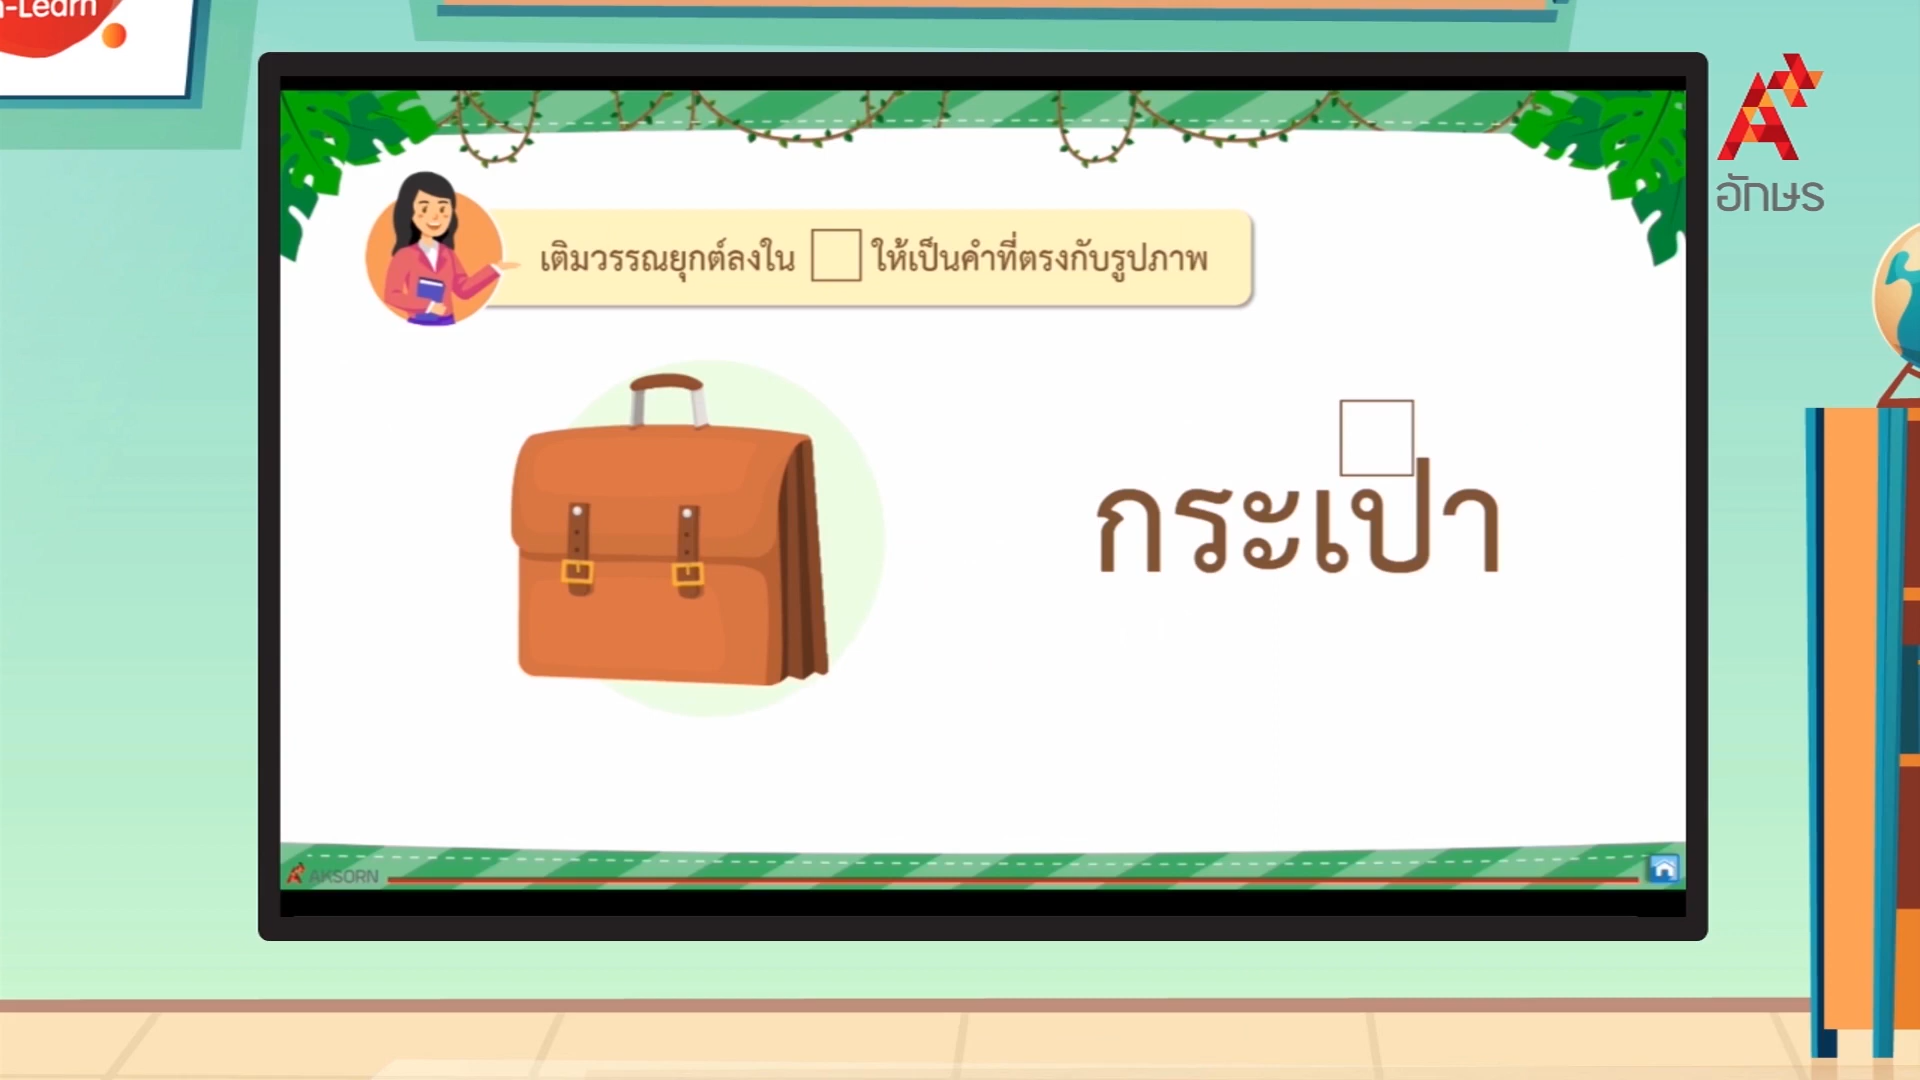 n-Learn
อักษร
เติมวรรณยุกต์ลงใน □ ให้เป็นคำที่ตรงกับรูปภาพ
กระเปา
AKSORN